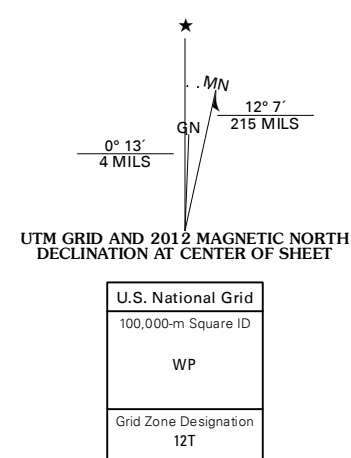 ★
MN
12° 7´
215 MILS
GN
0° 13´
4 MILS
UTM GRID AND 2012 MAGNETIC NORTH
DECLINATION AT CENTER OF SHEET
U.S. National Grid
100,000-m Square ID
WP
Grid Zone Designation
12T